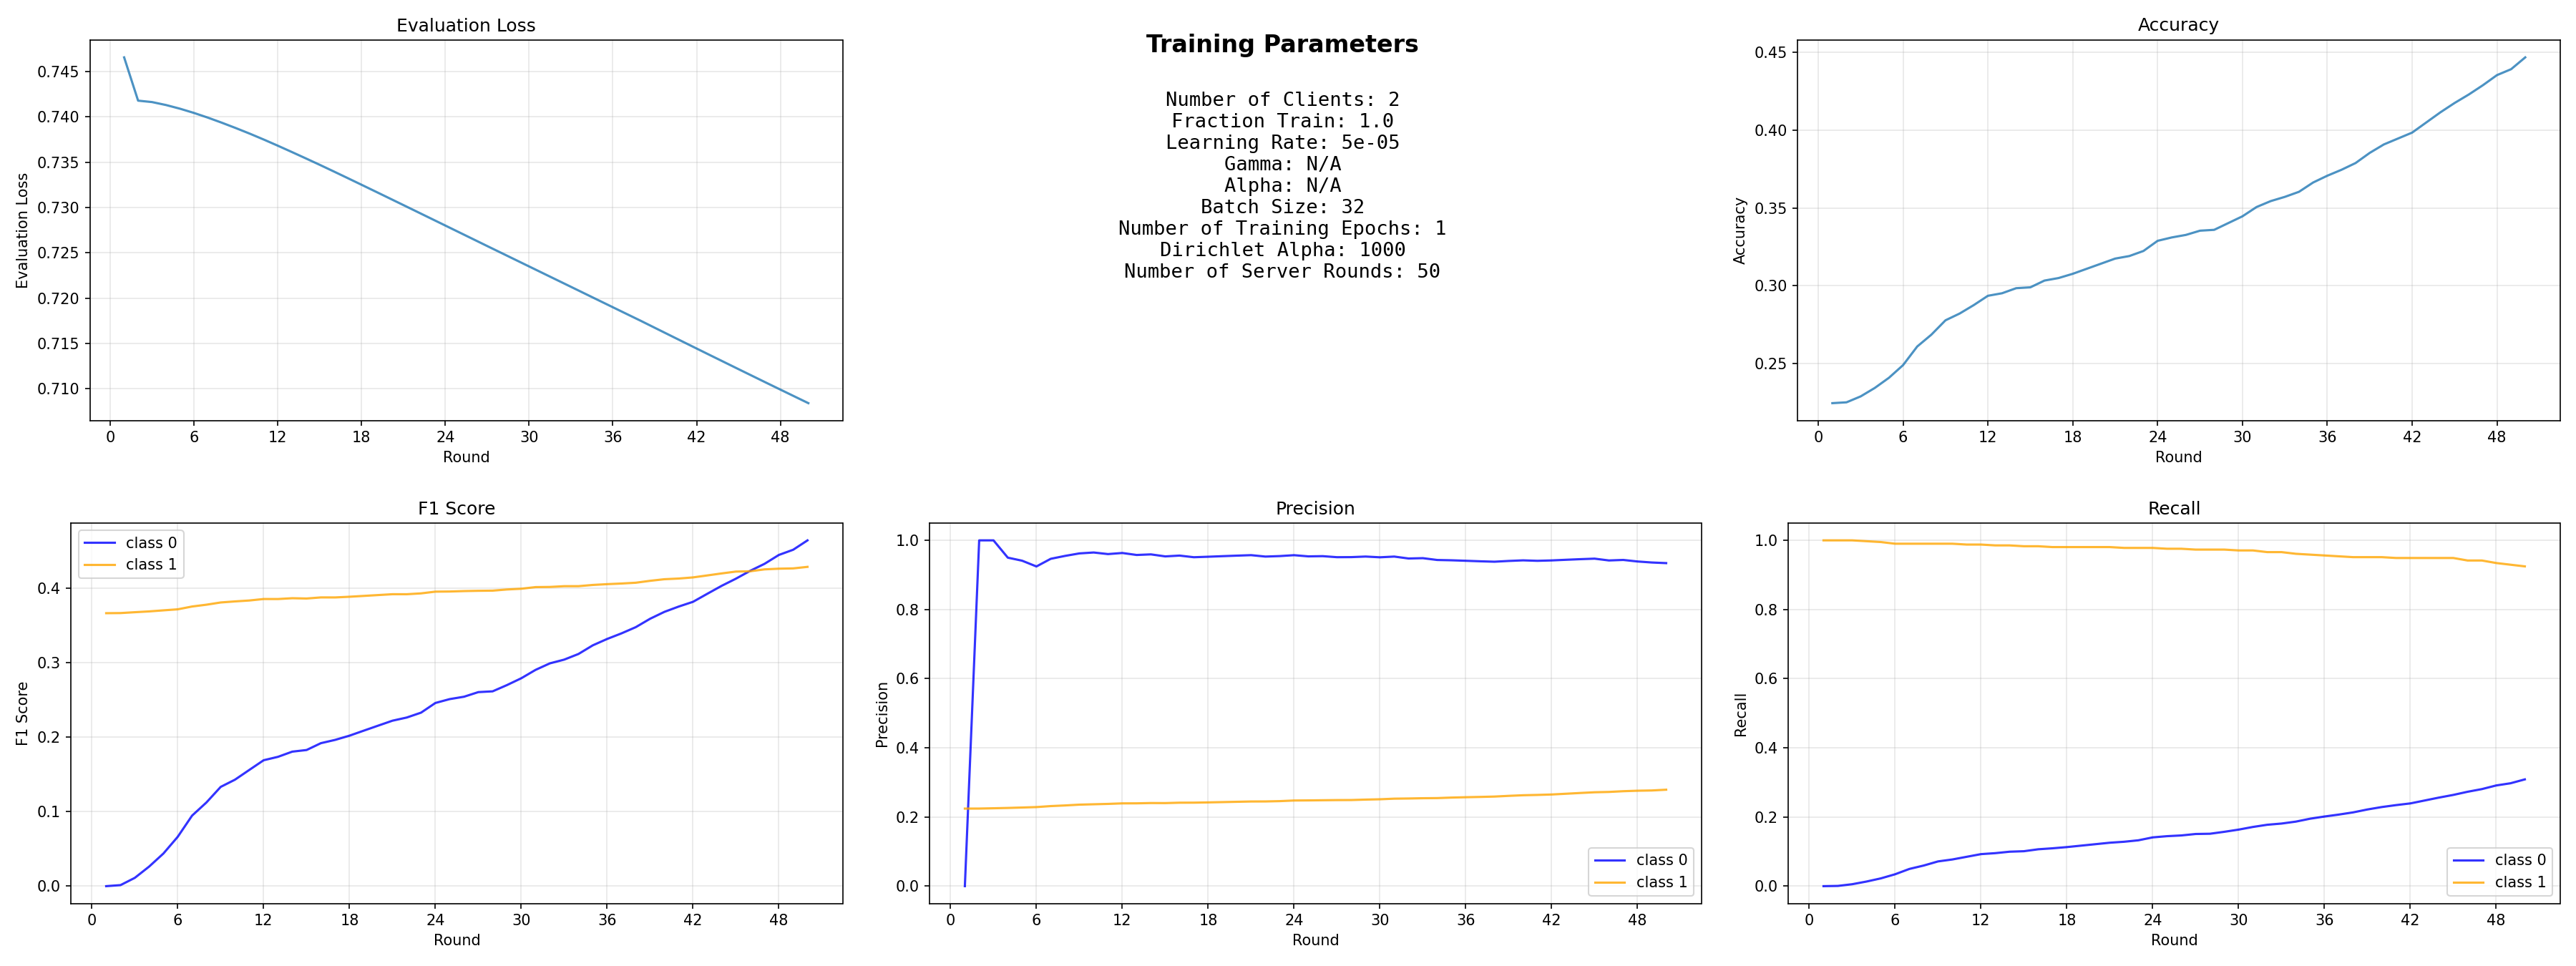 Evaluation Loss
0.745
0.740
0.735
0.730
0.725
0.720
0.715
0.710
Evaluation Loss
0 6 12 18 24 30 36 42 48
Round
Training Parameters
Number of Clients: 2
Fraction Train: 1.0
Learning Rate: 5e-05
Gamma: N/A
Alpha: N/A
Batch Size: 32
Number of Training Epochs: 1
Dirichlet Alpha: 1000
Number of Server Rounds: 50
Accuracy
0.45
0.40
0.35
0.30
0.25
Accuracy
0 6 12 18 24 30 36 42 48
Round
F1 Score
class 0
class 1
0.4
0.3
0.2
0.1
0.0
F1 Score
0 6 12 18 24 30 36 42 48
Round
Precision
1.0
0.8
0.6
0.4
0.2
0.0
Precision
class 0
class 1
0 6 12 18 24 30 36 42 48
Round
Recall
1.0
0.8
0.6
0.4
0.2
0.0
Recall
class 0
class 1
0 6 12 18 24 30 36 42 48
Round